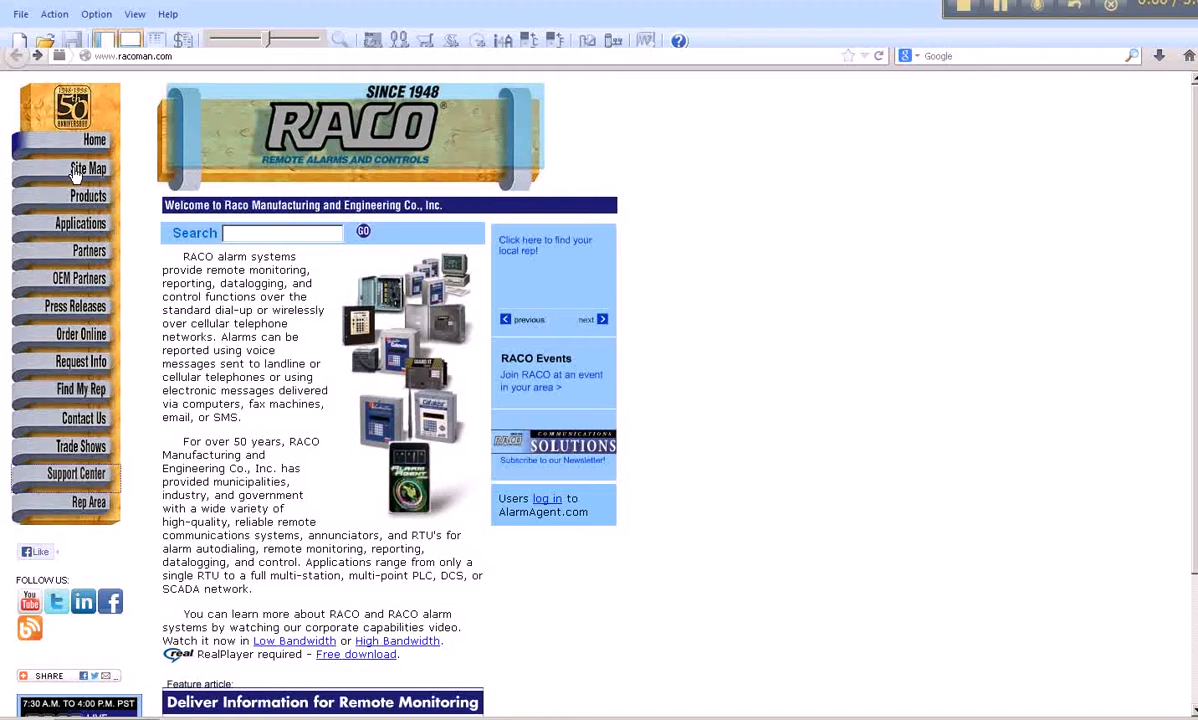 File Action Option View Help
www.racoman.com
Google
1948-1998
50
ANNIVERSARY
Home
Site Map
Products
Applications
Partners
OEM Partners
Press Releases
Order Online
Request Info
Find My Rep
Contact Us
Trade Shows
Support Center
Rep Area
Like
FOLLOW US:
You Tube
SHARE
7:30 A.M. TO 4:00 P.M. PST
SINCE 1948
RACO®
REMOTE ALARMS AND CONTROLS
Welcome to Raco Manufacturing and Engineering Co., Inc.
Search GO
RACO alarm systems
provide remote monitoring,
reporting, datalogging, and
control functions over the
standard dial-up or wirelessly
over cellular telephone
networks. Alarms can be
reported using voice
messages sent to landline or
cellular telephones or using
electronic messages delivered
via computers, fax machines,
email, or SMS.
For over 50 years, RACO
Manufacturing and
Engineering Co., Inc. has
provided municipalities,
industry, and government
with a wide variety of
high-quality, reliable remote
communications systems, annunciators, and RTU's for
alarm autodialing, remote monitoring, reporting,
datalogging, and control. Applications range from only a
single RTU to a full multi-station, multi-point PLC, DCS, or
SCADA network.
You can learn more about RACO and RACO alarm
systems by watching our corporate capabilities video.
Watch it now in Low Bandwidth or High Bandwidth.
real RealPlayer required - Free download.
Feature article:
Deliver Information for Remote Monitoring
Click here to find your
local rep!
previous next
RACO Events
Join RACO at an event
in your area >
RACO COMMUNICATIONS
SOLUTIONS
Subscribe to our Newsletter!
Users log in to
AlarmAgent.com